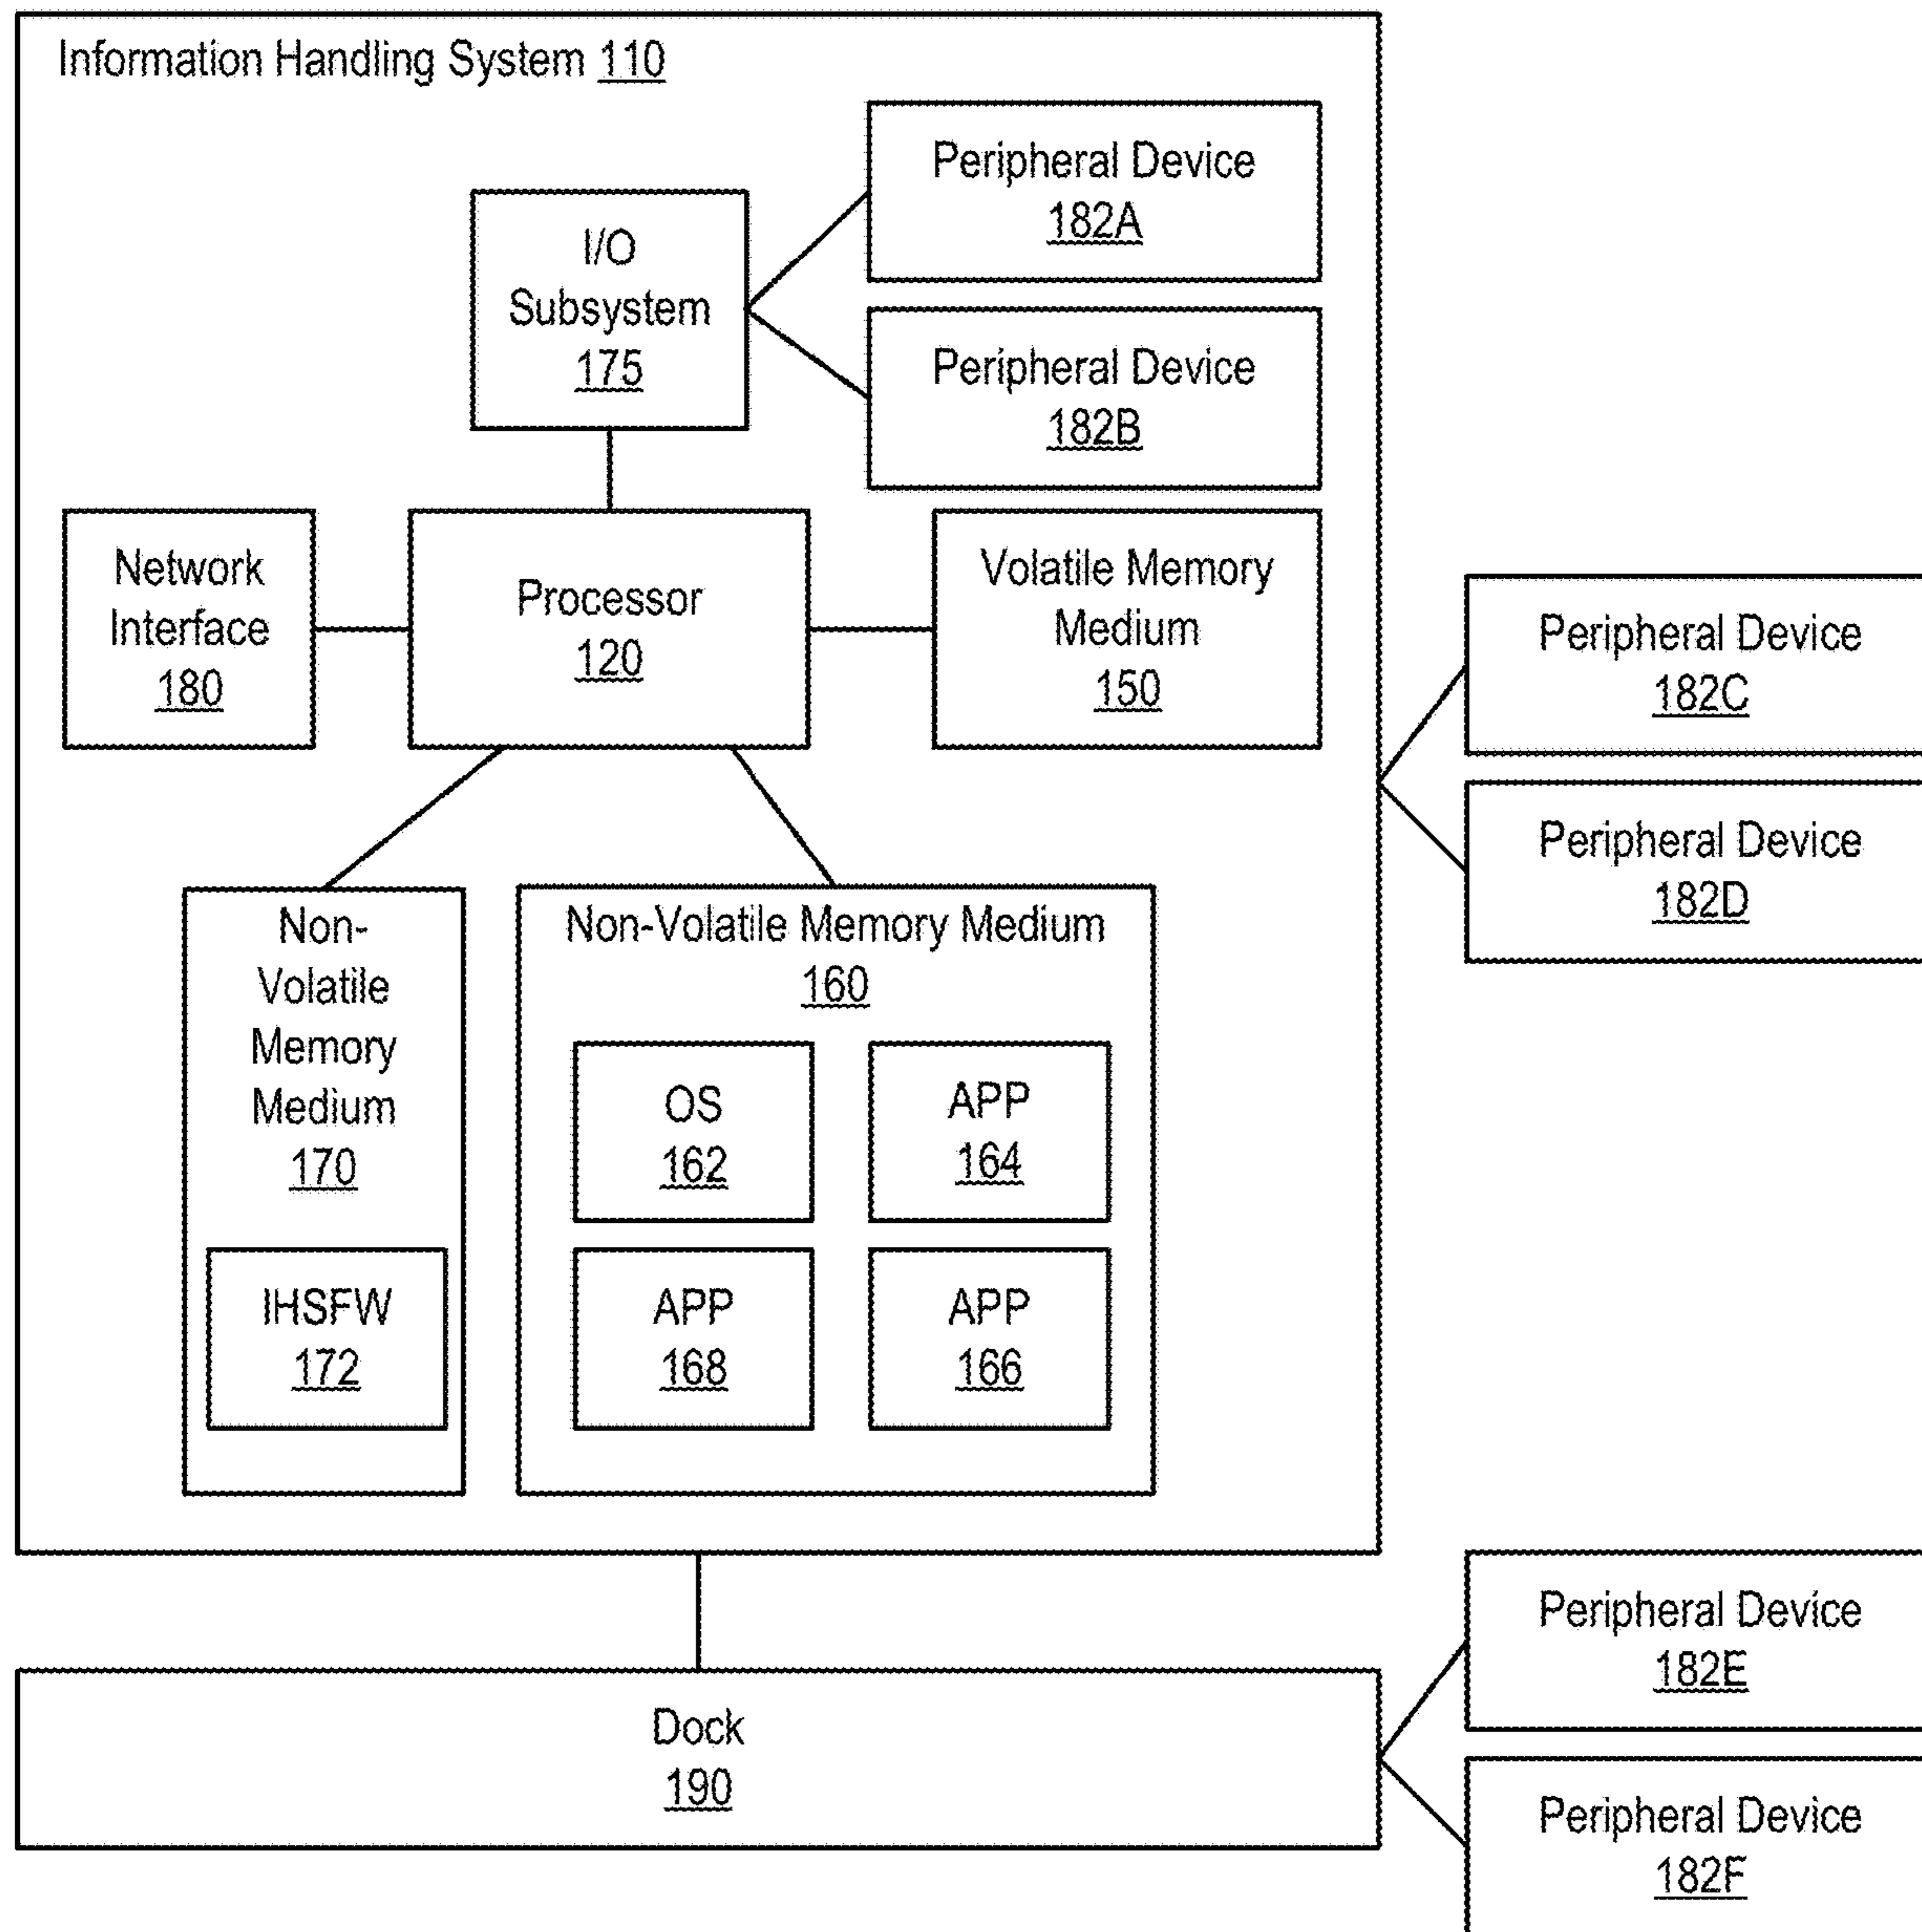 Information Handling System 110
Peripheral Device
182A
I/O
Subsystem
175
Peripheral Device
182B
Network
Interface
180
Processor
120
Volatile Memory
Medium
150
Peripheral Device
182C
Peripheral Device
182D
Non-
Volatile
Memory
Medium
170
IHSFW
172
Non-Volatile Memory Medium
160
OS
162
APP
164
APP
168
APP
166
Dock
190
Peripheral Device
182E
Peripheral Device
182F